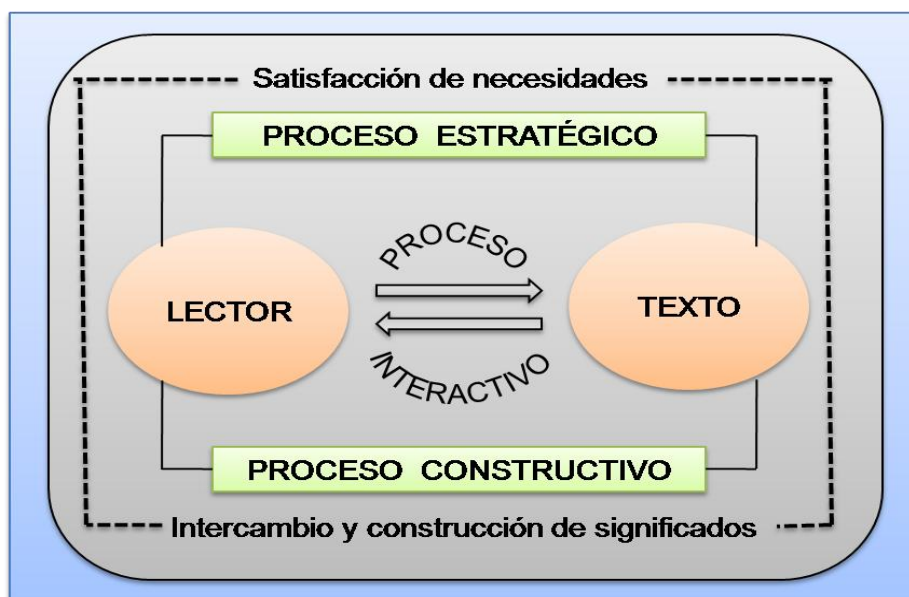 Satisfacción de necesidades
PROCESO ESTRATÉGICO
PROCESO
LECTOR
TEXTO
INTERACTIVO
PROCESO CONSTRUCTIVO
Intercambio y construcción de significados